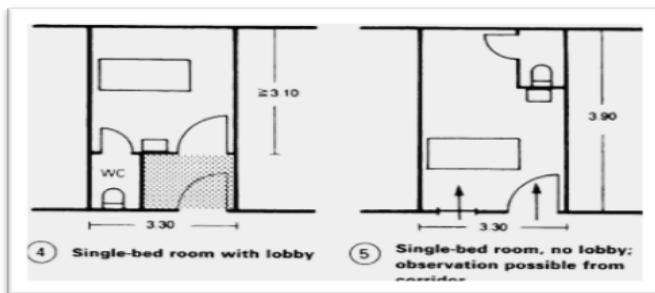 ≥3.10
WC
3.30
4 Single-bed room with lobby
3.90
3.30
5 Single-bed room, no lobby;
observation possible from
corridor